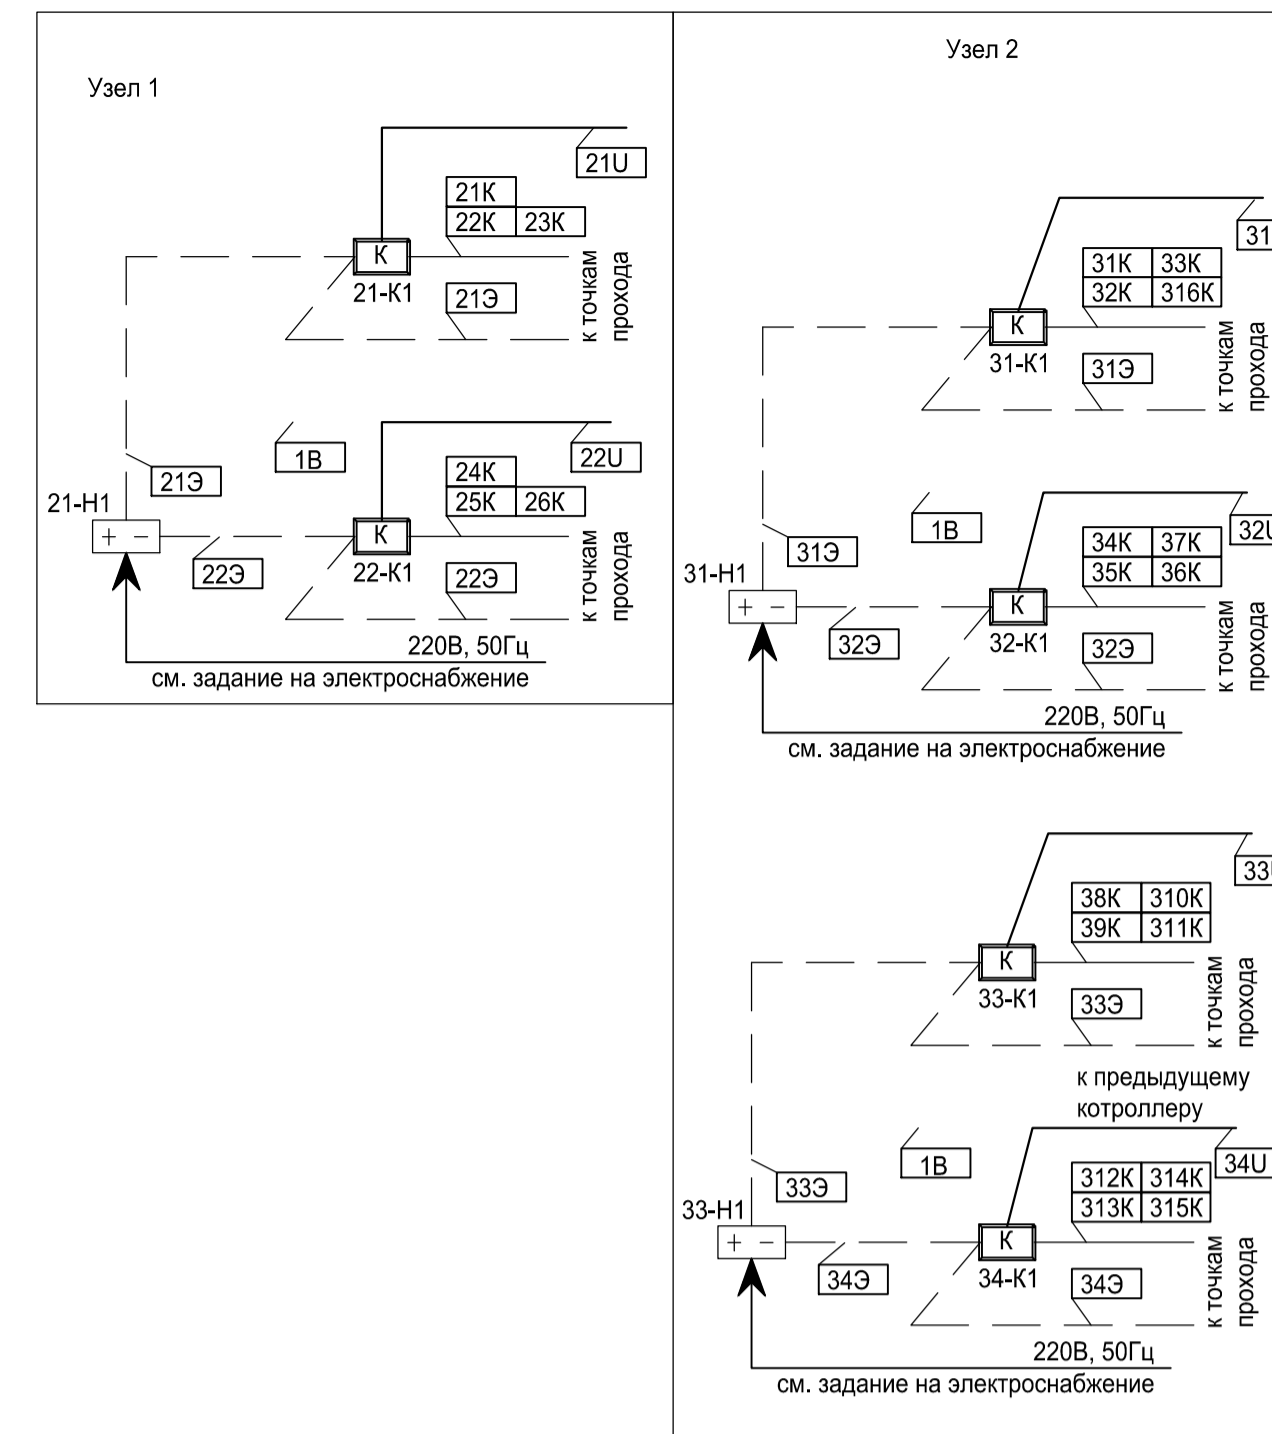 Узел 1
21U
21К
22К 23К
К
21-К1
21Э
к точкам
прохода
1В
22U
21Э
24К
25К 26К
21-Н1
+ −
К
22Э
22-К1
22Э
к точкам
прохода
220В, 50Гц
см. задание на электроснабжение
Узел 2
31
31К 33К
32К 316К
К
31-К1
31Э
к точкам
прохода
1В
32U
31Э
34К 37К
35К 36К
31-Н1
+ −
К
32Э
32-К1
32Э
к точкам
прохода
220В, 50Гц
см. задание на электроснабжение
33U
38К 310К
39К 311К
К
33-К1
33Э
к точкам
прохода
к предыдущему
котроллеру
1В
34U
33Э
312К 314К
313К 315К
33-Н1
+ −
К
34Э
34-К1
34Э
к точкам
прохода
220В, 50Гц
см. задание на электроснабжение